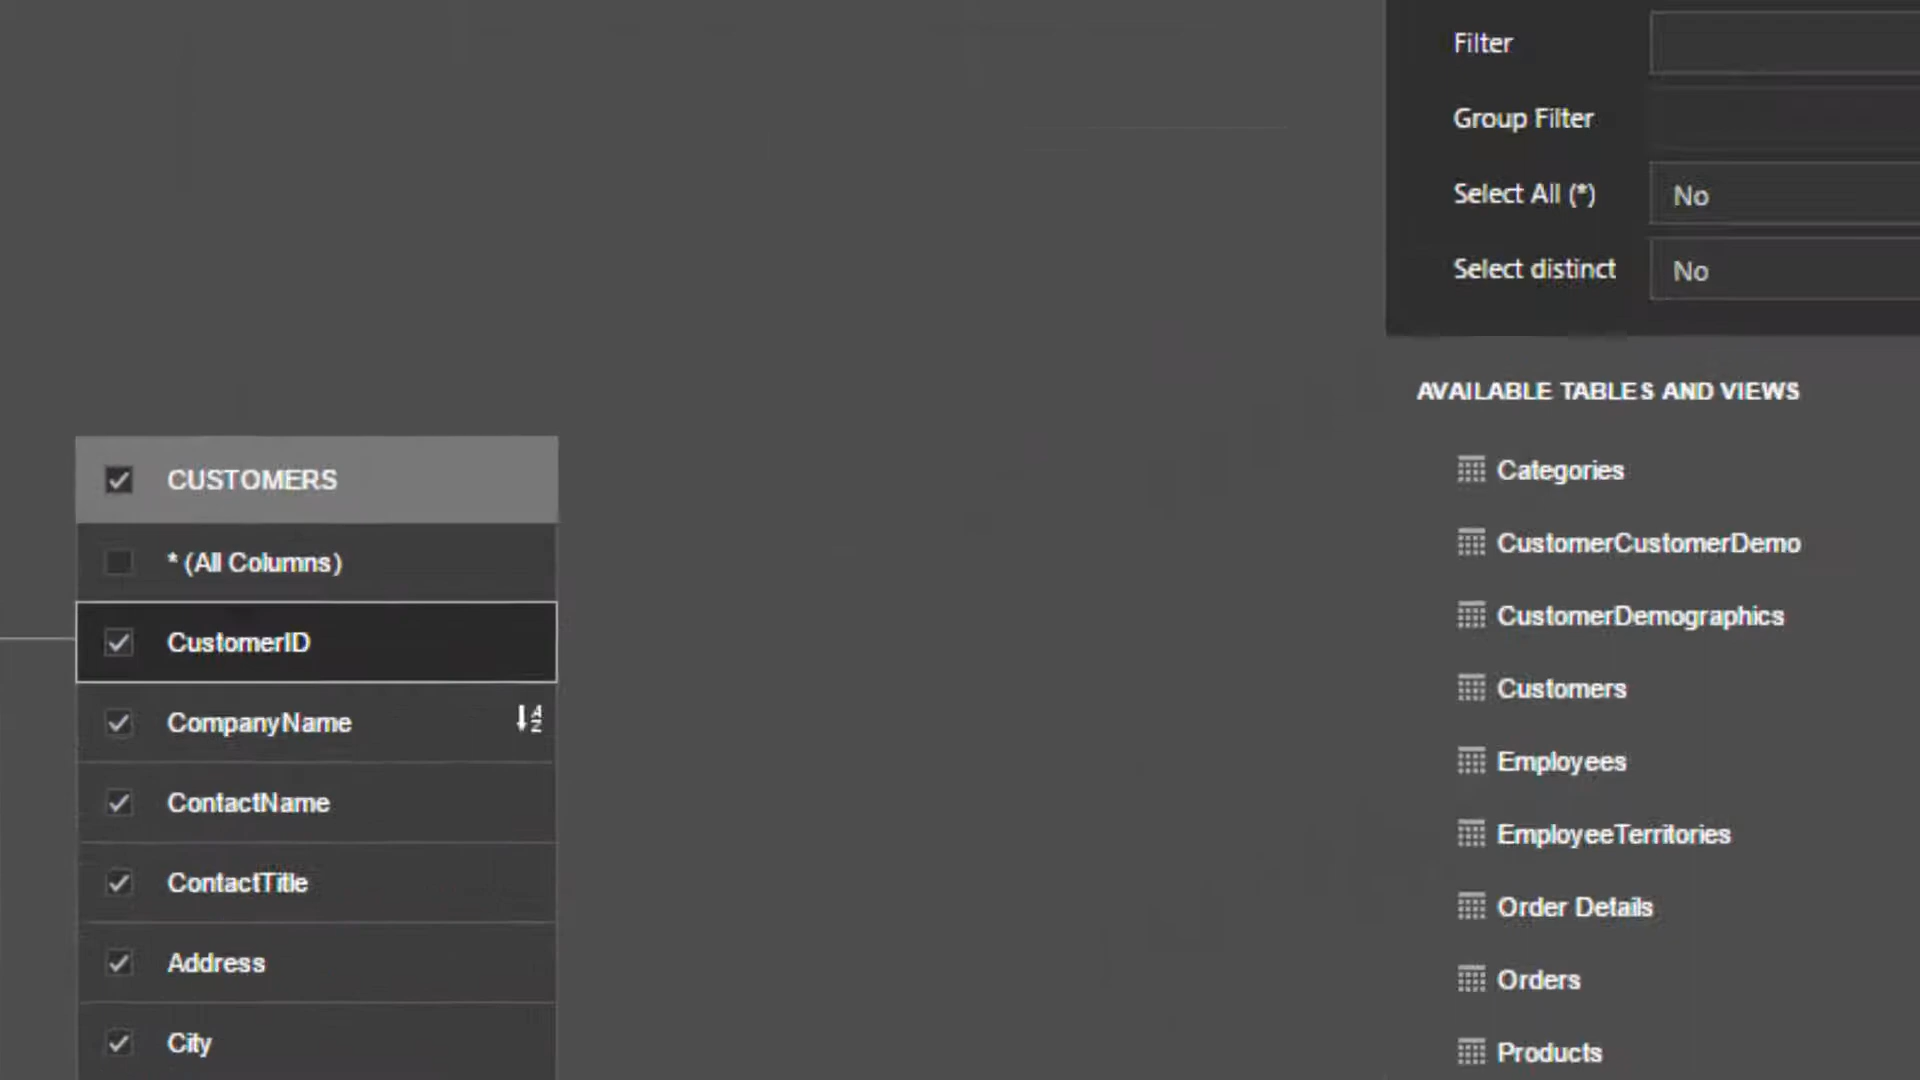 Filter
Group Filter
Select All (*)
No
Select distinct
No
AVAILABLE TABLES AND VIEWS
Categories
CustomerCustomerDemo
CustomerDemographics
Customers
Employees
EmployeeTerritories
Order Details
Orders
Products
CUSTOMERS
* (All Columns)
CustomerID
CompanyName
ContactName
ContactTitle
Address
City